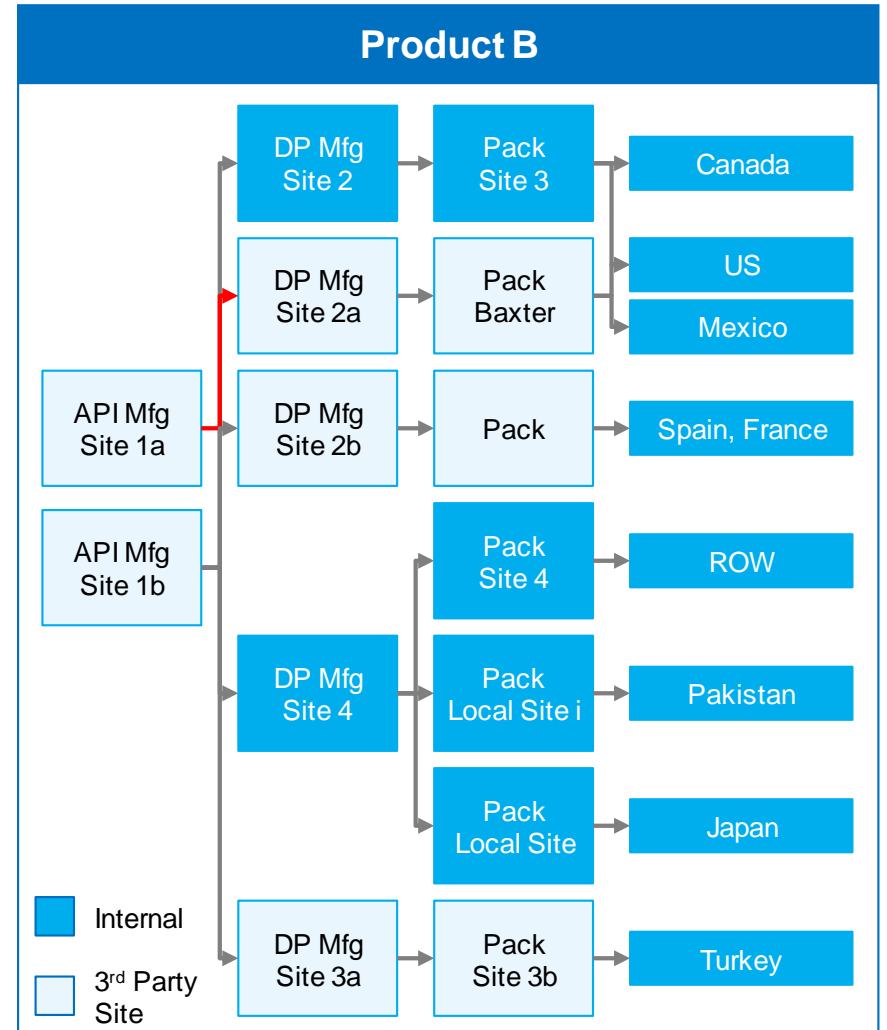 Product B
DP Mfg
Site 2
Pack
Site 3
Canada
DP Mfg
Site 2a
Pack
Baxter
US
Mexico
API Mfg
Site 1a
DP Mfg
Site 2b
Pack
Spain, France
API Mfg
Site 1b
Pack
Site 4
ROW
DP Mfg
Site 4
Pack
Local Site i
Pakistan
Pack
Local Site
Japan
Internal
3rd Party
Site
DP Mfg
Site 3a
Pack
Site 3b
Turkey